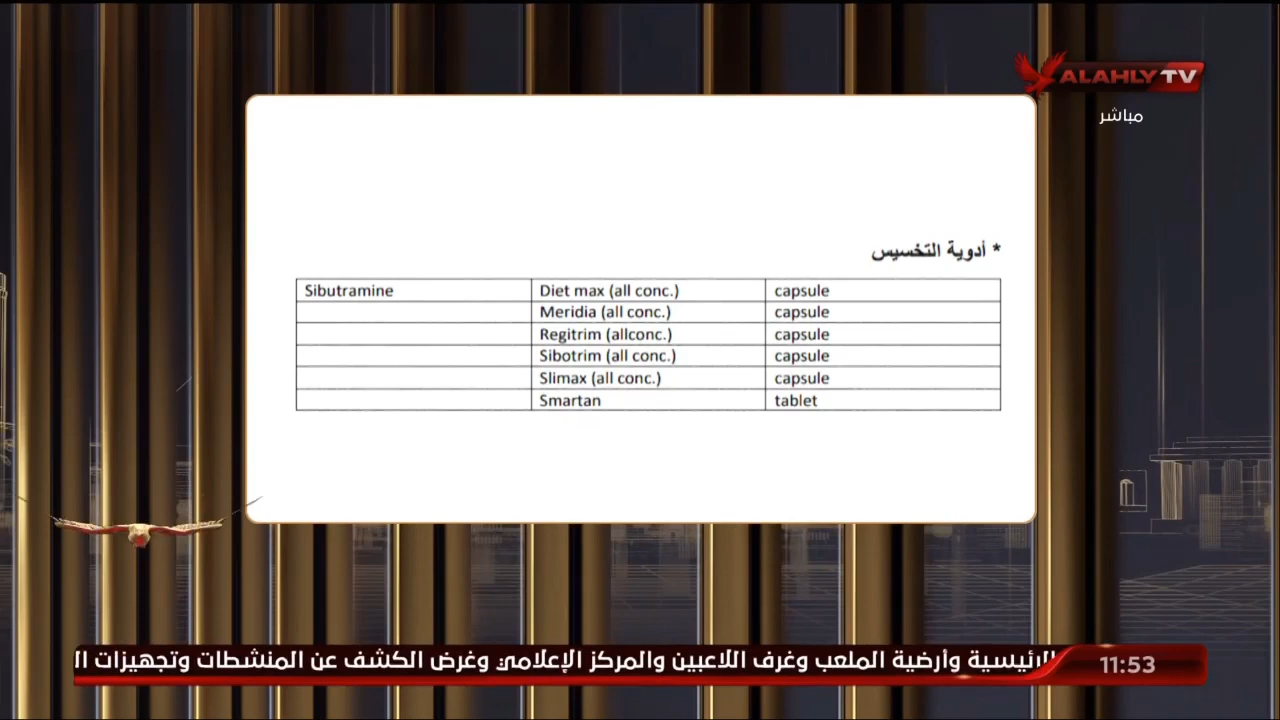 ALAHLY TV
مباشر
* أدوية التخسيس
Sibutramine Diet max (all conc.) capsule
Meridia (all conc.) capsule
Regitrim (allconc.) capsule
Sibotrim (all conc.) capsule
Slimax (all conc.) capsule
Smartan tablet
الرئيسية وأرضية الملعب وغرف اللاعبين والمركز الإعلامي وغرض الكشف عن المنشطات وتجهيزات
11:53